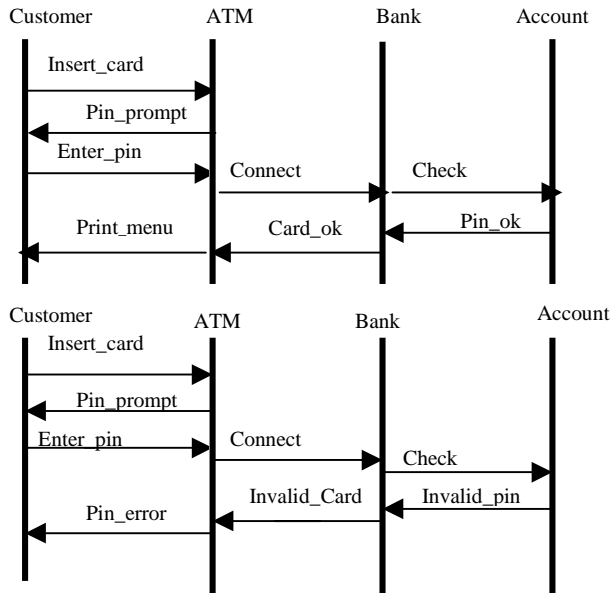 Customer ATM Bank Account
Insert_card
Pin_prompt
Enter_pin Connect Check
Print_menu Card_ok Pin_ok
Customer ATM Bank Account
Insert_card
Pin_prompt
Enter_pin Connect Check
Pin_error Invalid_Card Invalid_pin